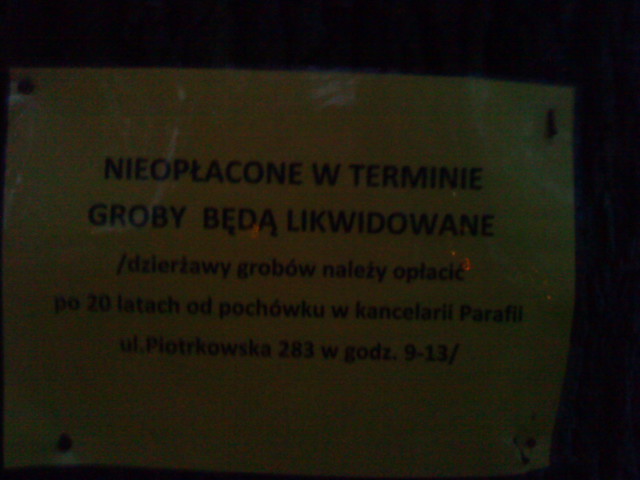 NIEOPŁACONE W TERMINIE
GROBY BĘDĄ LIKWIDOWANE
/dzierżawy grobów należy opłacić
po 20 latach od pochówku w kancelarii Parafii
ul.Piotrkowska 283 w godz. 9-13/